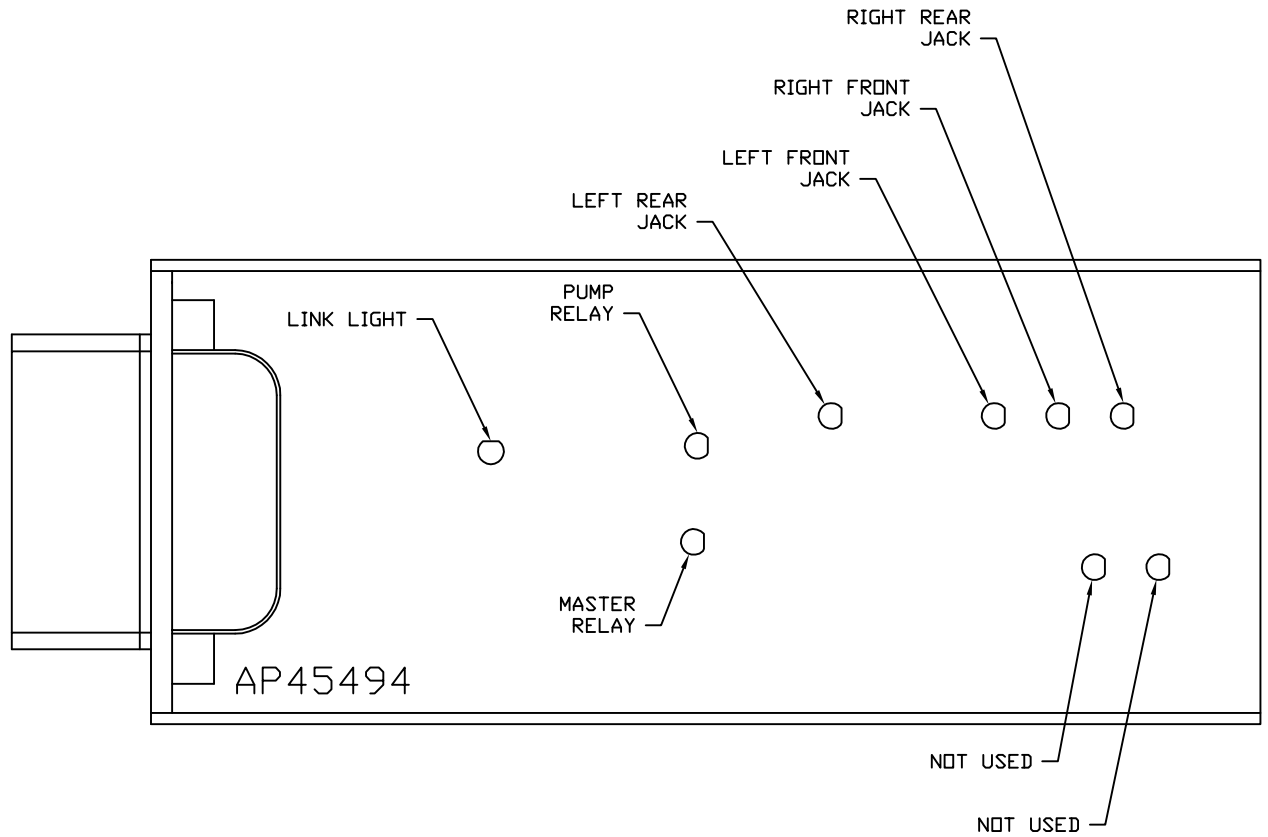 RIGHT REAR
JACK
RIGHT FRONT
JACK
LEFT FRONT
JACK
LEFT REAR
JACK
PUMP
RELAY
LINK LIGHT
MASTER
RELAY
AP45494
NOT USED
NOT USED